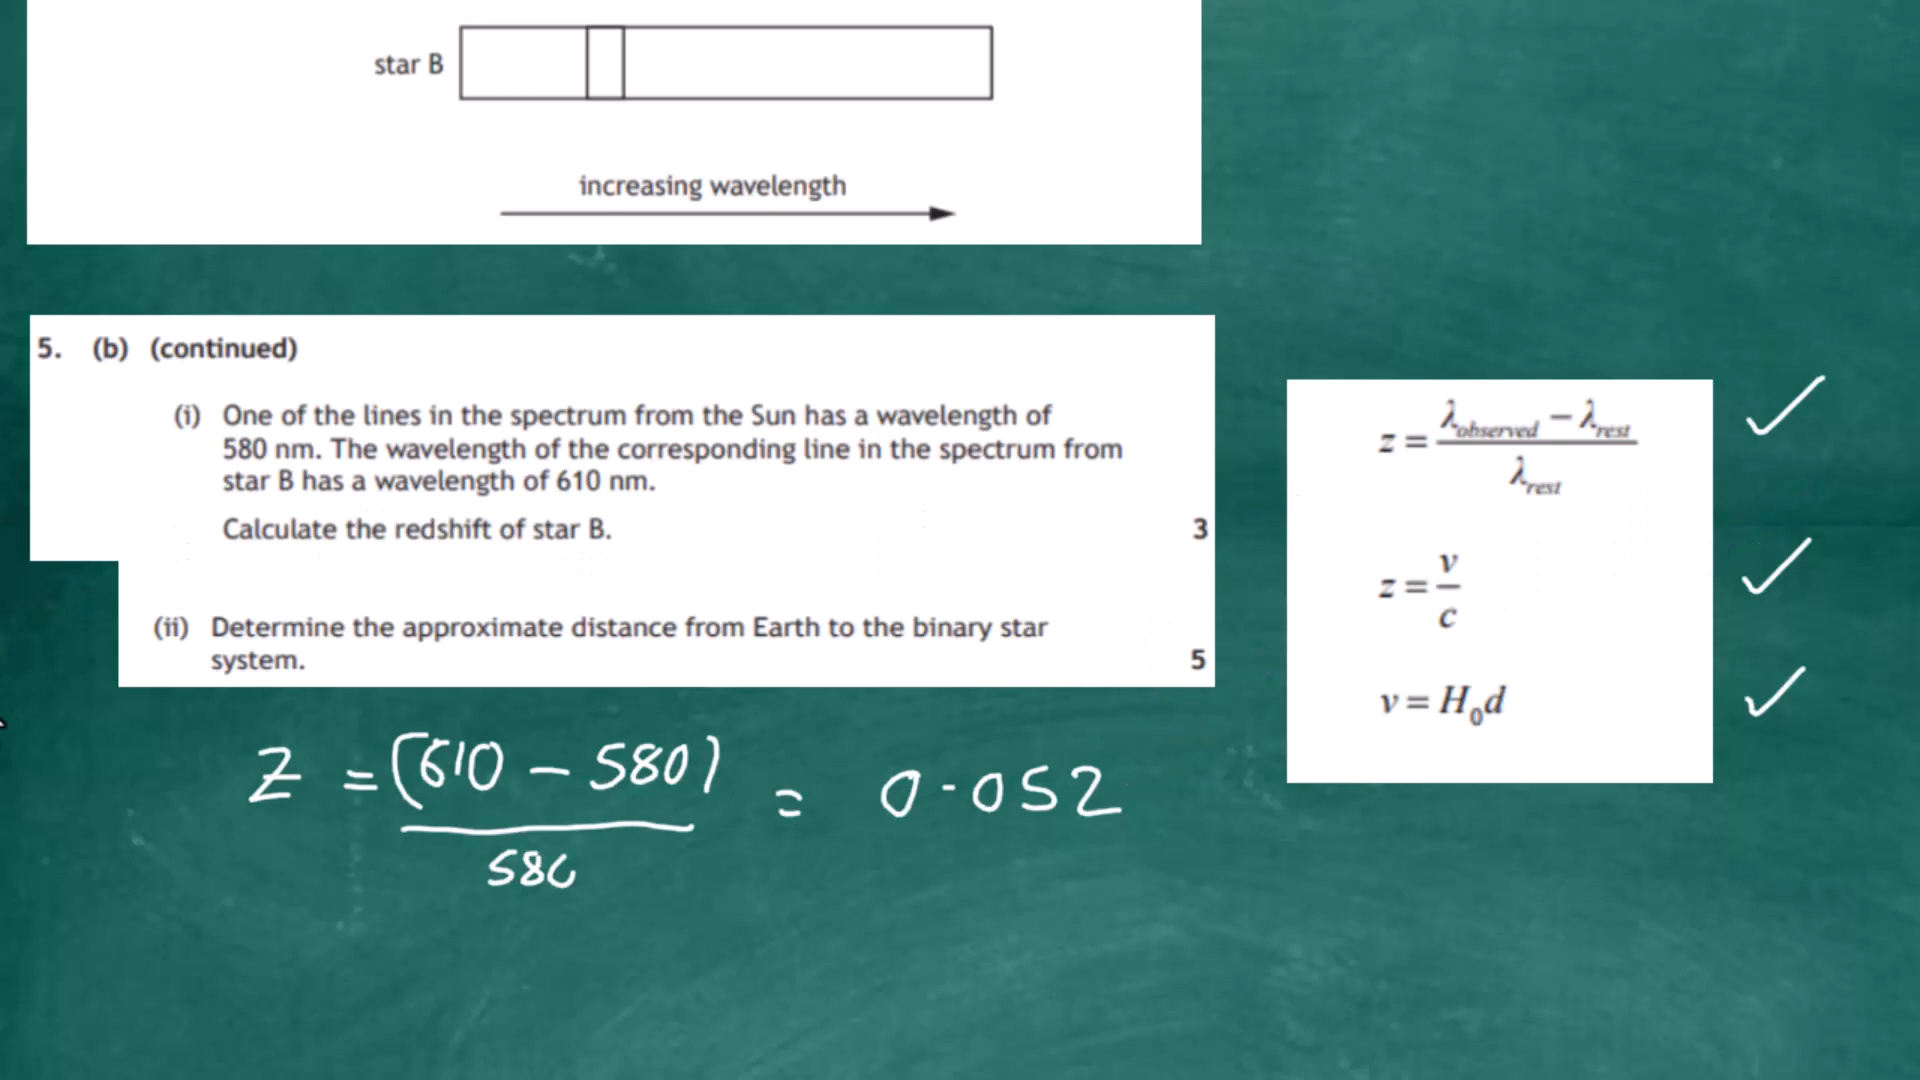 star B
increasing wavelength
5. (b) (continued)
(i) One of the lines in the spectrum from the Sun has a wavelength of
580 nm. The wavelength of the corresponding line in the spectrum from
star B has a wavelength of 610 nm.
Calculate the redshift of star B. 3
(ii) Determine the approximate distance from Earth to the binary star
system. 5
z = (λobserved − λrest) / λrest
z = v / c
v = H₀d
Z = (610 − 580) / 580 = 0.052